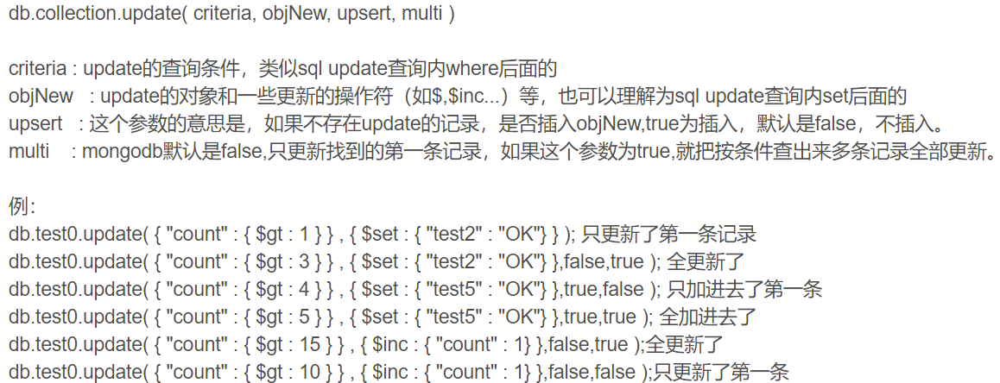 db.collection.update( criteria, objNew, upsert, multi )
criteria : update的查询条件，类似sql update查询内where后面的
objNew   : update的对象和一些更新的操作符（如$,$inc...）等，也可以理解为sql update查询内set后面的
upsert   : 这个参数的意思是，如果不存在update的记录，是否插入objNew,true为插入，默认是false，不插入。
multi    : mongodb默认是false,只更新找到的第一条记录，如果这个参数为true,就把按条件查出来多条记录全部更新。
例：
db.test0.update( { "count" : { $gt : 1 } } , { $set : { "test2" : "OK"} } ); 只更新了第一条记录
db.test0.update( { "count" : { $gt : 3 } } , { $set : { "test2" : "OK"} },false,true ); 全更新了
db.test0.update( { "count" : { $gt : 4 } } , { $set : { "test5" : "OK"} },true,false ); 只加进去了第一条
db.test0.update( { "count" : { $gt : 5 } } , { $set : { "test5" : "OK"} },true,true ); 全加进去了
db.test0.update( { "count" : { $gt : 15 } } , { $inc : { "count" : 1} },false,true );全更新了
db.test0.update( { "count" : { $gt : 10 } } , { $inc : { "count" : 1} },false,false );只更新了第一条